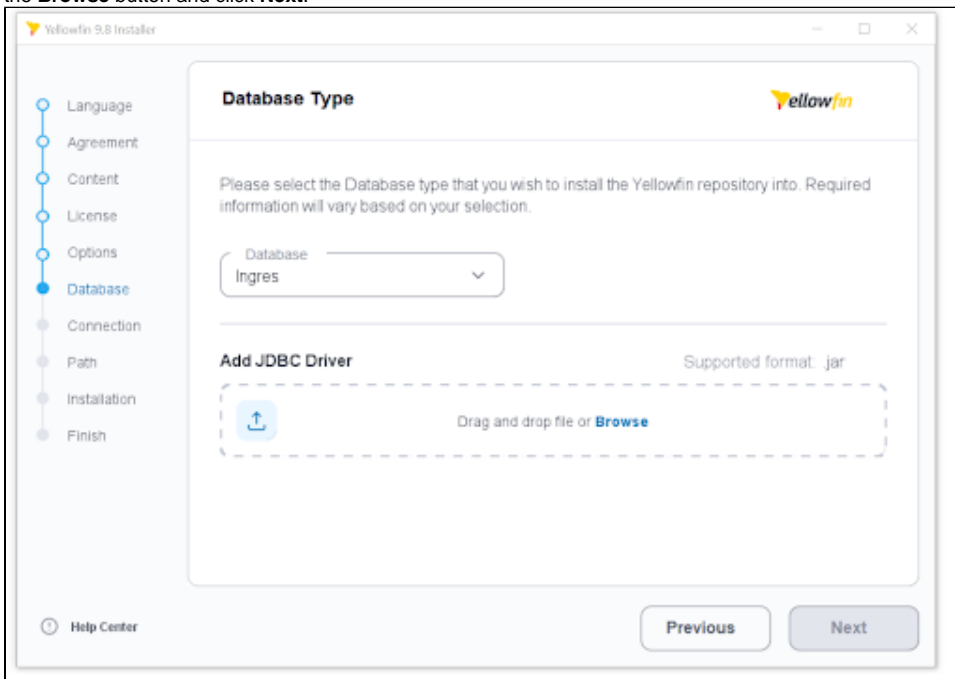 the Browse button and click Next.
Yellowfin 9.8 Installer
Database Type
Yellowfin
Language
Agreement
Content
License
Options
Database
Connection
Path
Installation
Finish
Please select the Database type that you wish to install the Yellowfin repository into. Required
information will vary based on your selection.
Database
Ingres
Add JDBC Driver
Supported format: .jar
Drag and drop file or Browse
Help Center
Previous
Next